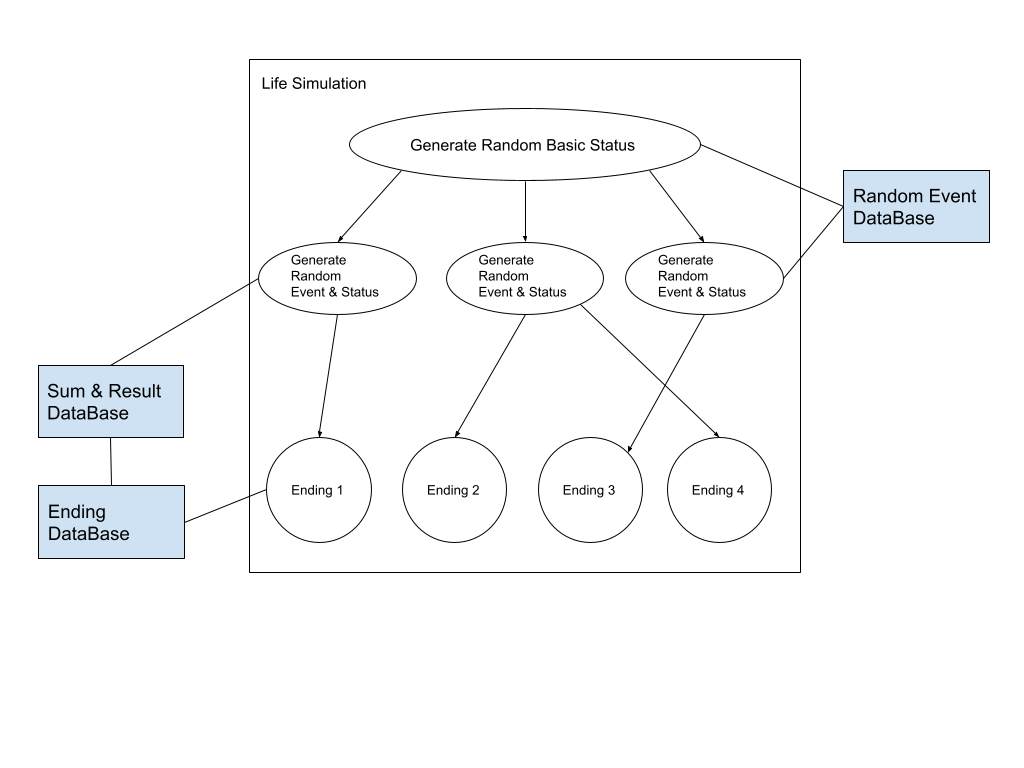 Life Simulation
Generate Random Basic Status
Random Event
DataBase
Generate
Random
Event & Status
Generate
Random
Event & Status
Generate
Random
Event & Status
Sum & Result
DataBase
Ending
DataBase
Ending 1
Ending 2
Ending 3
Ending 4